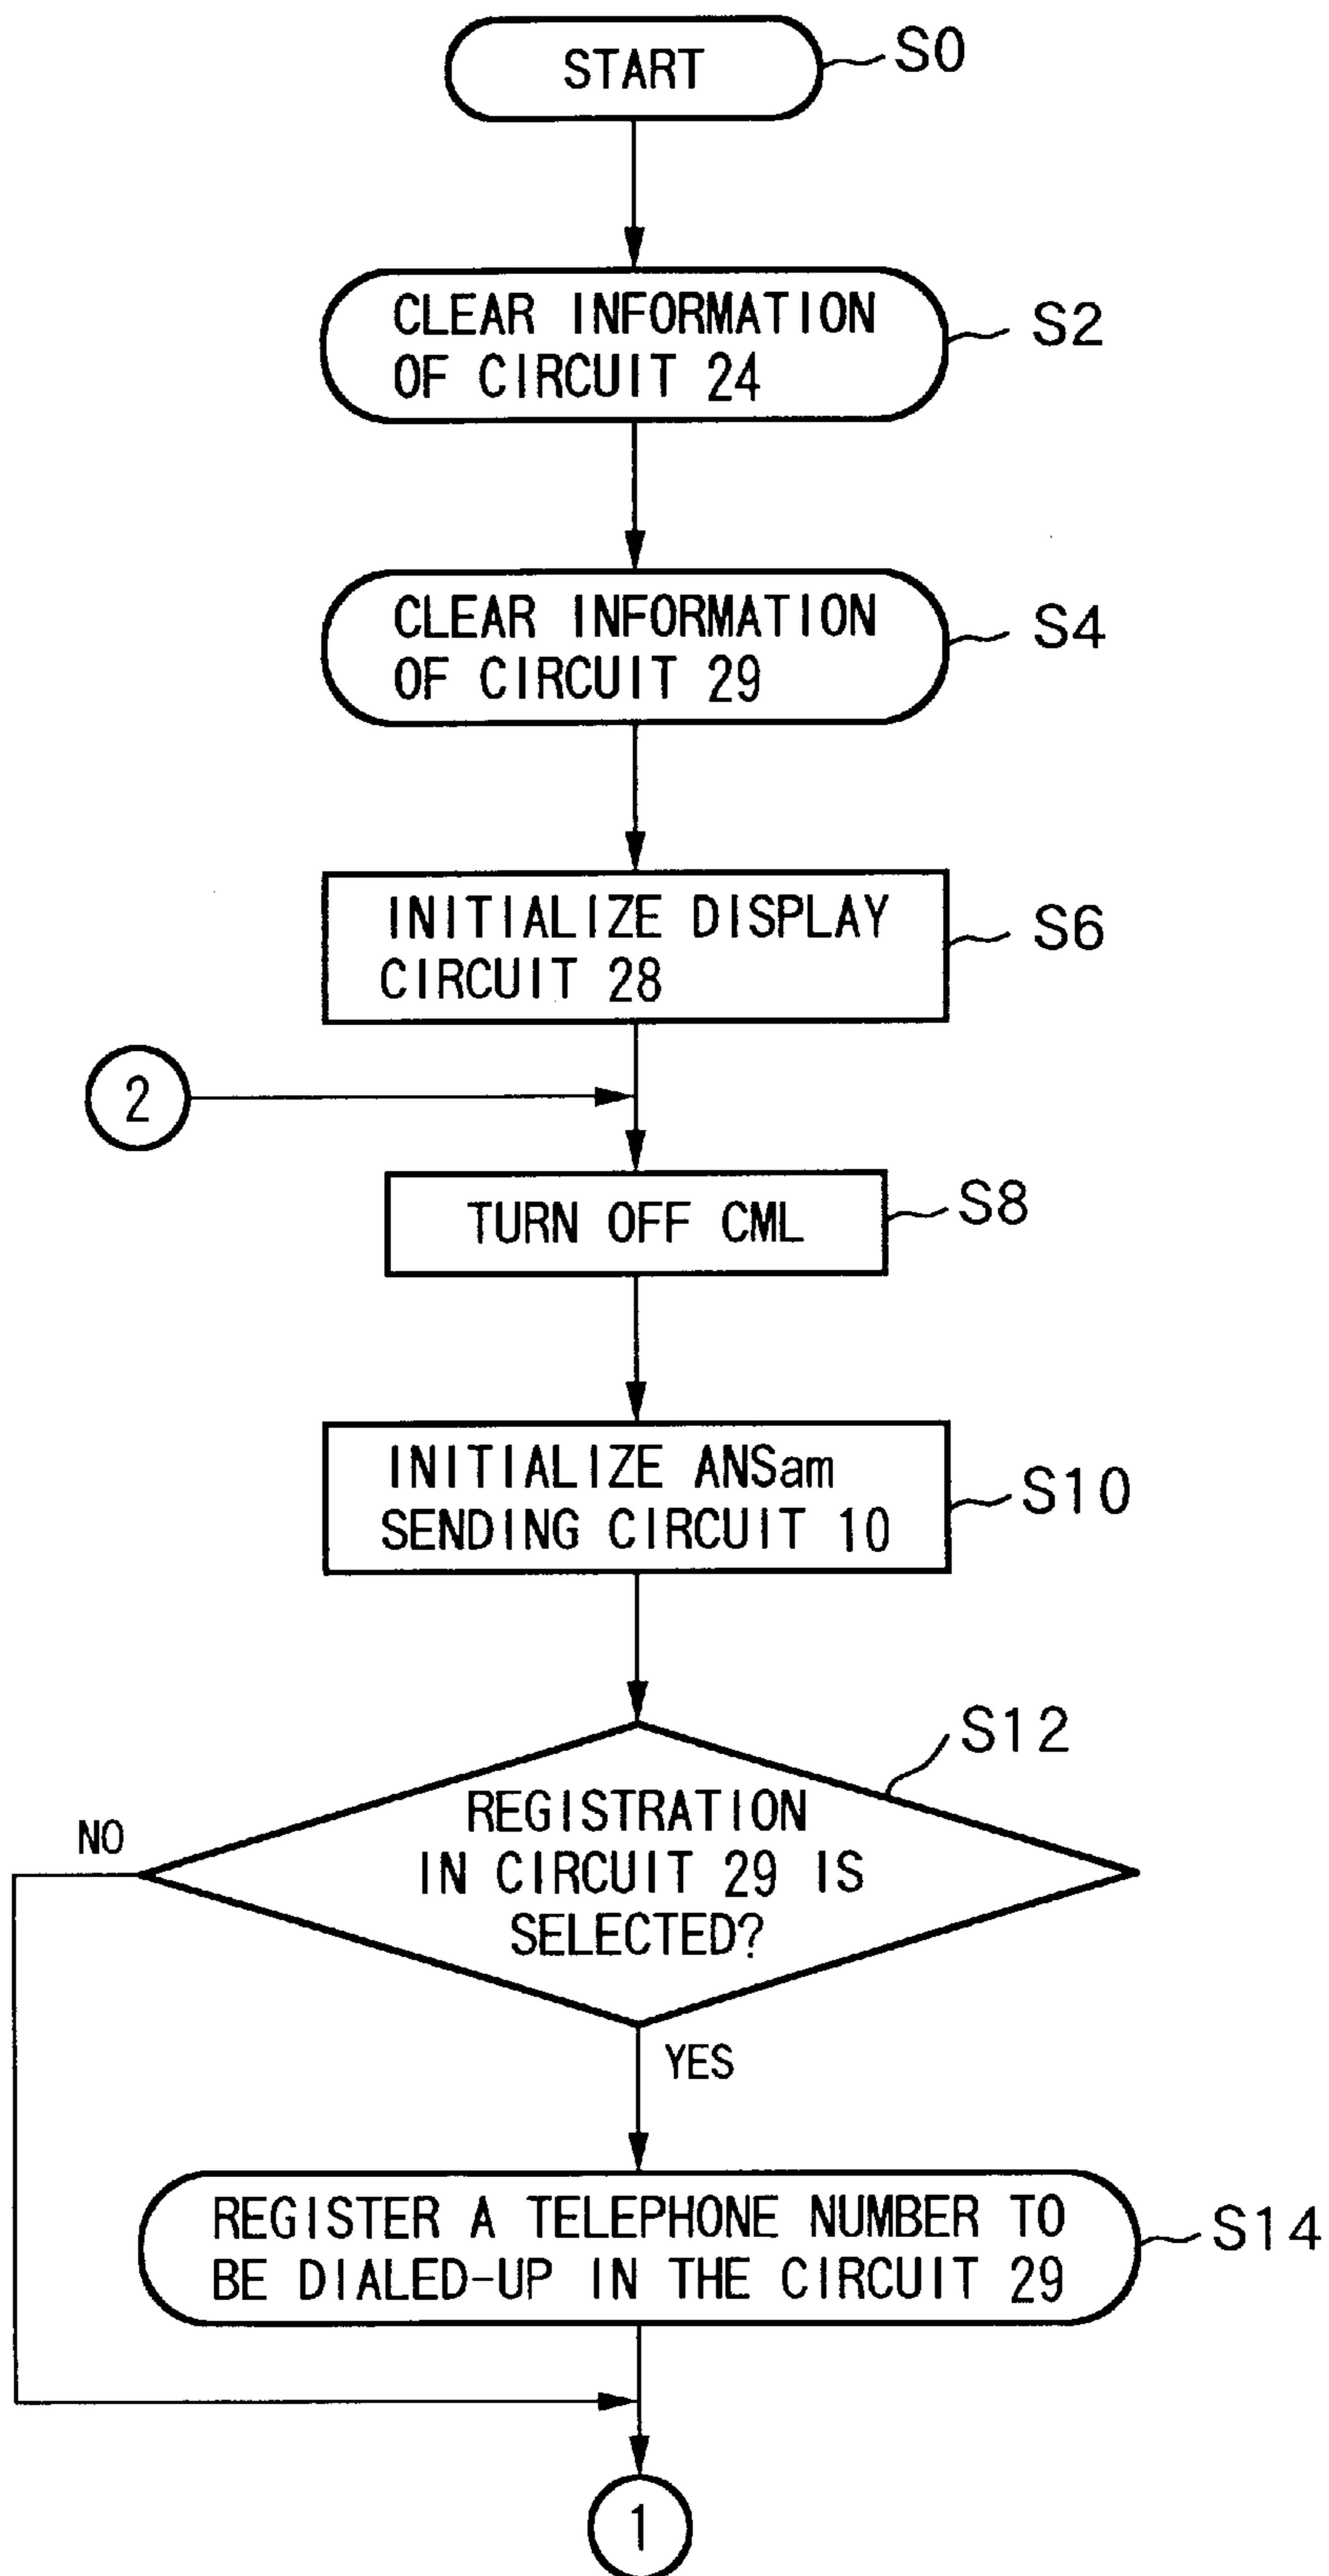 START
S0
CLEAR INFORMATION
OF CIRCUIT 24
S2
CLEAR INFORMATION
OF CIRCUIT 29
S4
INITIALIZE DISPLAY
CIRCUIT 28
S6
2
TURN OFF CML
S8
INITIALIZE ANSam
SENDING CIRCUIT 10
S10
S12
REGISTRATION
IN CIRCUIT 29 IS
SELECTED?
NO
YES
REGISTER A TELEPHONE NUMBER TO
BE DIALED-UP IN THE CIRCUIT 29
S14
1